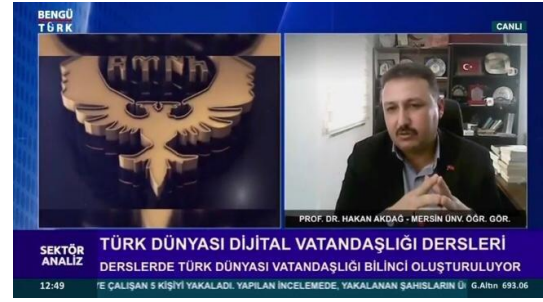 BENGÜ
TÜRK
CANLI
PROF. DR. HAKAN AKDAĞ - MERSİN ÜNV. ÖĞR. GÖR.
SEKTÖR
ANALİZ
TÜRK DÜNYASI DİJİTAL VATANDAŞLIĞI DERSLERİ
DERSLERDE TÜRK DÜNYASI VATANDAŞLIĞI BİLİNCİ OLUŞTURULUYOR
12:49 'E ÇALIŞAN 5 KİŞİYİ YAKALADI. YAPILAN İNCELEMEDE, YAKALANAN ŞAHISLARIN G.Altın 693.06